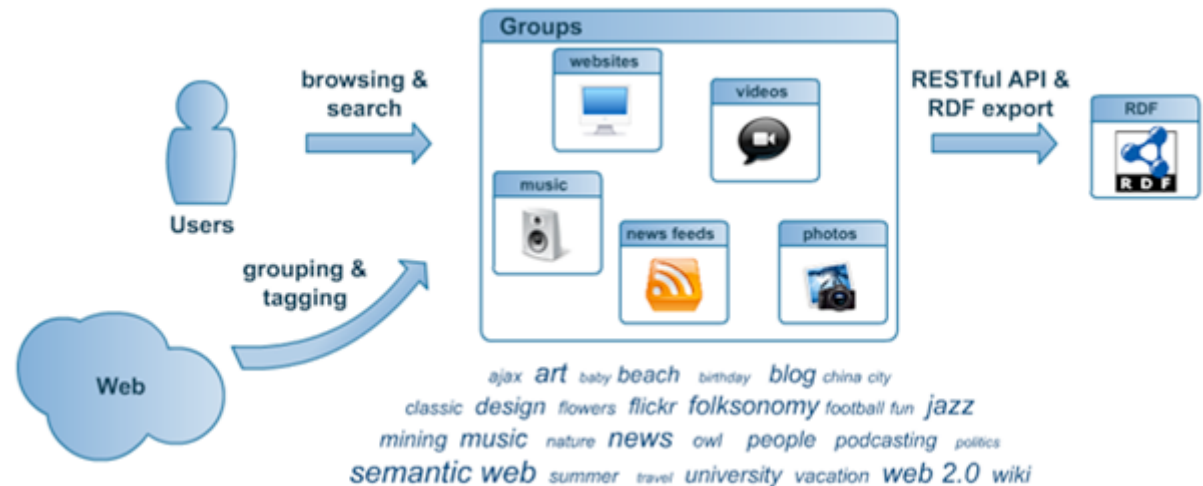 Groups
websites
browsing &
search
videos
RESTful API &
RDF export
RDF
RDF
music
Users
news feeds
photos
grouping &
tagging
Web
ajax art baby beach birthday blog china city
classic design flowers flickr folksonomy football fun jazz
mining music nature news owl people podcasting politics
semantic web summer travel university vacation web 2.0 wiki